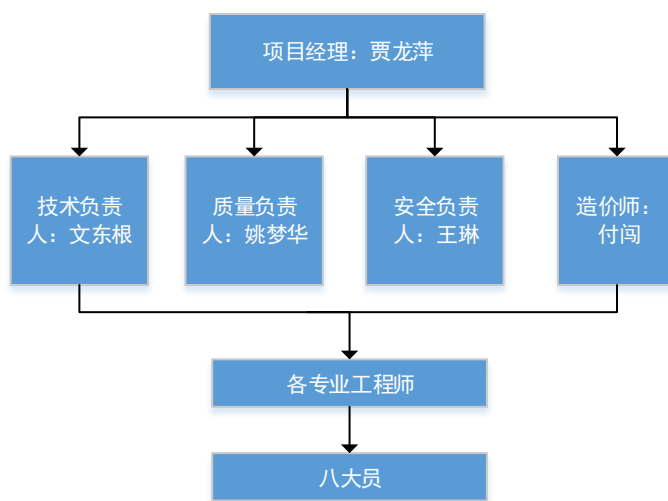 项目经理：贾龙萍
技术负责
人：文东根
质量负责
人：姚梦华
安全负责
人：王琳
造价师：
付闯
各专业工程师
八大员